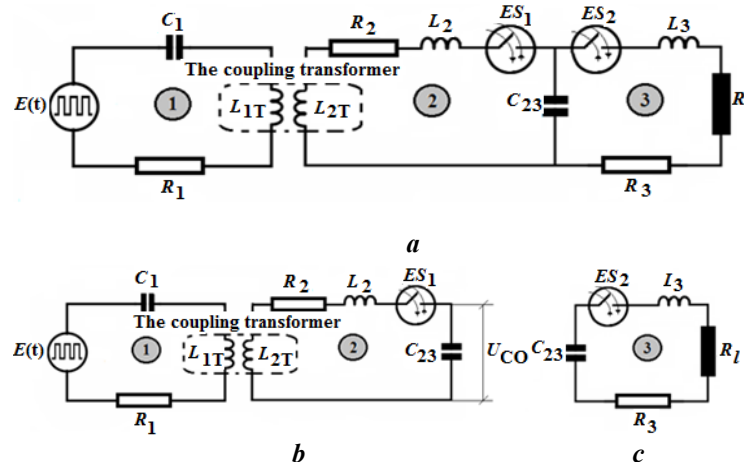 C1
R2
L2
ES1
ES2
L3
The coupling transformer
E(t)
1
L1T
L2T
2
C23
3
R
R1
R3
a
C1
R2
L2
ES1
ES2
L3
The coupling transformer
E(t)
1
L1T
L2T
2
C23
UCO
C23
3
Rl
R1
R3
b
c